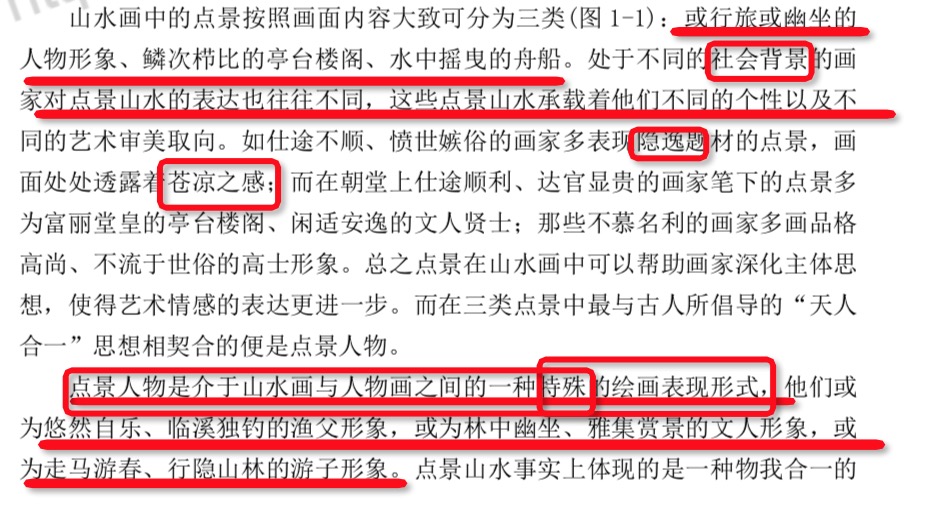 山水画中的点景按照画面内容大致可分为三类(图 1-1)：或行旅或幽坐的
人物形象、鳞次栉比的亭台楼阁、水中摇曳的舟船。处于不同的社会背景的画
家对点景山水的表达也往往不同，这些点景山水承载着他们不同的个性以及不
同的艺术审美取向。如仕途不顺、愤世嫉俗的画家多表现隐逸题材的点景，画
面处处透露着苍凉之感；而在朝堂上仕途顺利、达官显贵的画家笔下的点景多
为富丽堂皇的亭台楼阁、闲适安逸的文人贤士；那些不慕名利的画家多画品格
高尚、不流于世俗的高士形象。总之点景在山水画中可以帮助画家深化主体思
想，使得艺术情感的表达更进一步。而在三类点景中最与古人所倡导的“天人
合一”思想相契合的便是点景人物。
点景人物是介于山水画与人物画之间的一种特殊的绘画表现形式，他们或
为悠然自乐、临溪独钓的渔父形象，或为林中幽坐、雅集赏景的文人形象，或
为走马游春、行隐山林的游子形象。点景山水事实上体现的是一种物我合一的